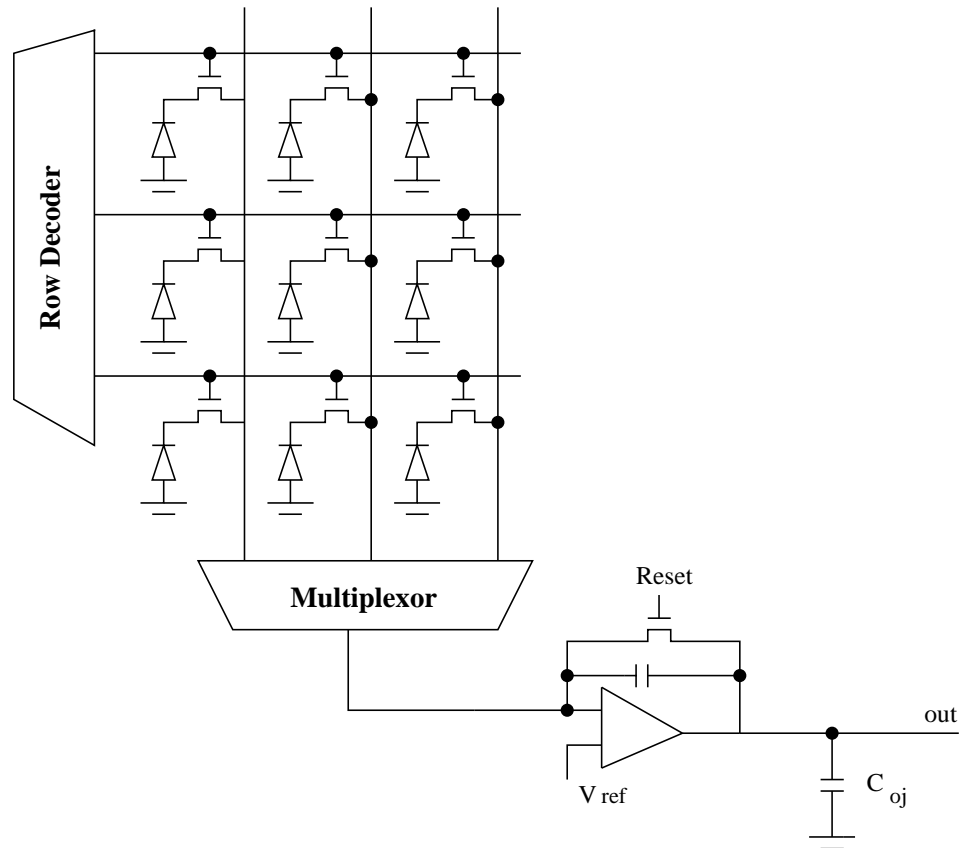 Row Decoder
Multiplexor
Reset
out
V ref
C oj